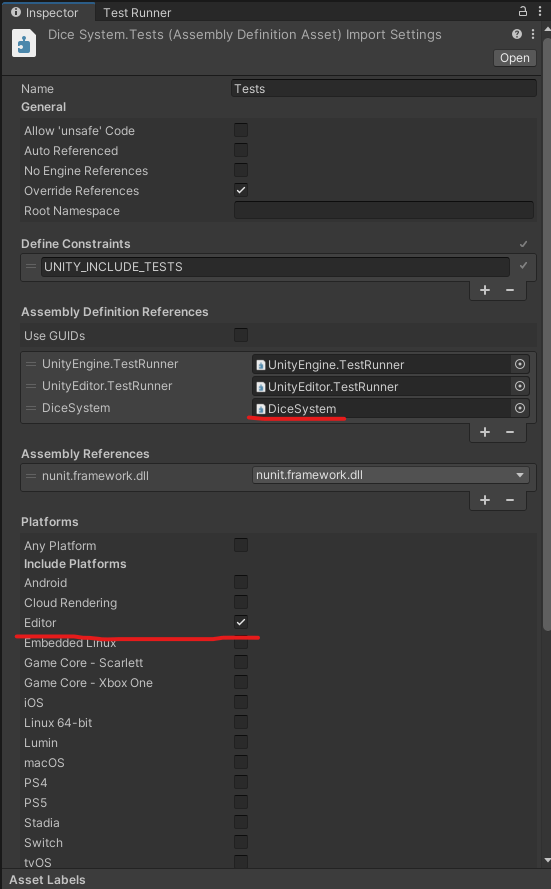 Inspector Test Runner
Dice System.Tests (Assembly Definition Asset) Import Settings
Open
Name Tests
General
Allow 'unsafe' Code
Auto Referenced
No Engine References
Override References
Root Namespace
Define Constraints
UNITY_INCLUDE_TESTS
Assembly Definition References
Use GUIDs
UnityEngine.TestRunner UnityEngine.TestRunner
UnityEditor.TestRunner UnityEditor.TestRunner
DiceSystem DiceSystem
Assembly References
nunit.framework.dll nunit.framework.dll
Platforms
Any Platform
Include Platforms
Android
Cloud Rendering
Editor
Embedded Linux
Game Core - Scarlett
Game Core - Xbox One
iOS
Linux 64-bit
Lumin
macOS
PS4
PS5
Stadia
Switch
tvOS
Asset Labels